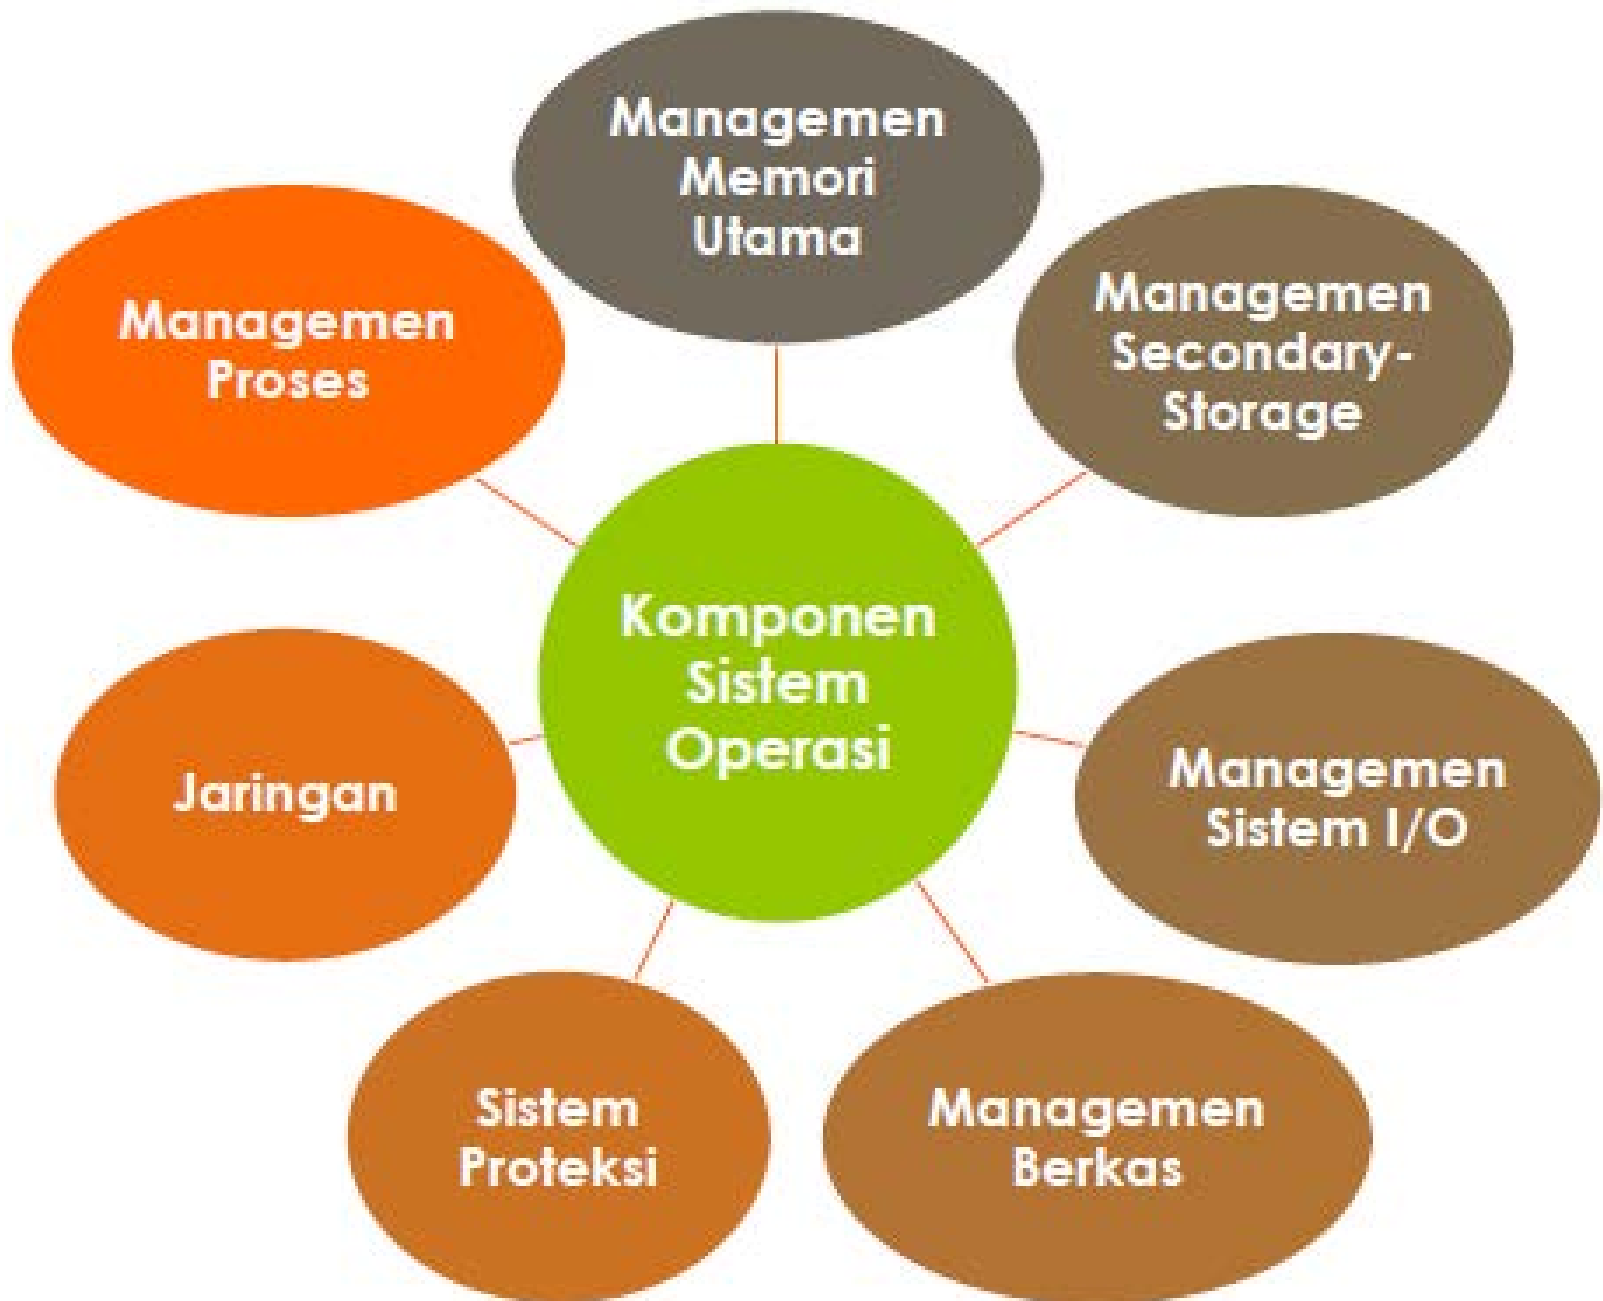 Managemen
Memori
Utama
Managemen
Secondary-
Storage
Managemen
Sistem I/O
Managemen
Berkas
Sistem
Proteksi
Jaringan
Managemen
Proses
Komponen
Sistem
Operasi